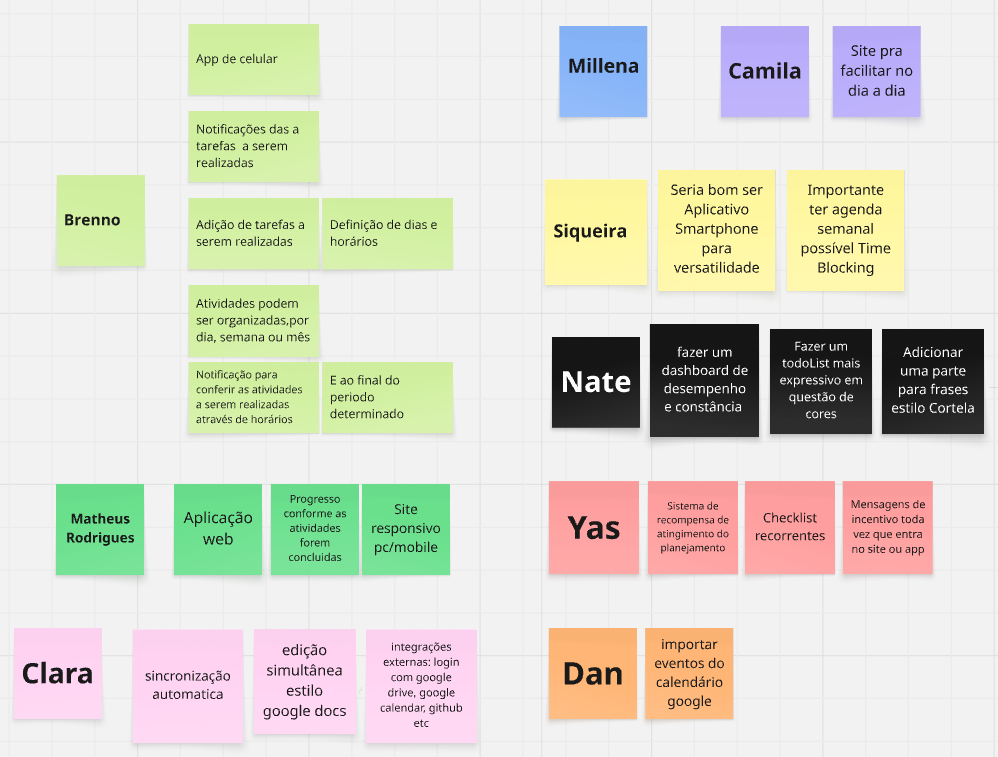 Brenno
App de celular
Notificações das a
tarefas a serem
realizadas
Adição de tarefas a
serem realizadas
Definição de dias e
horários
Atividades podem
ser organizadas,por
dia, semana ou mês
Notificação para
conferir as atividades
a serem realizadas
através de horários
E ao final do
periodo
determinado
Millena
Camila
Site pra
facilitar no
dia a dia
Siqueira
Seria bom ser
Aplicativo
Smartphone
para
versatilidade
Importante
ter agenda
semanal
possível Time
Blocking
Nate
fazer um
dashboard de
desempenho
e constância
Fazer um
todoList mais
expressivo em
questão de
cores
Adicionar
uma parte
para frases
estilo Cortela
Matheus
Rodrigues
Aplicação
web
Progresso
conforme as
atividades
forem
concluidas
Site
responsivo
pc/mobile
Yas
Sistema de
recompensa de
atingimento do
planejamento
Checklist
recorrentes
Mensagens de
incentivo toda
vez que entra
no site ou app
Clara
sincronização
automatica
edição
simultânea
estilo
google docs
integrações
externas: login
com google
drive, google
calendar, github
etc
Dan
importar
eventos do
calendário
google